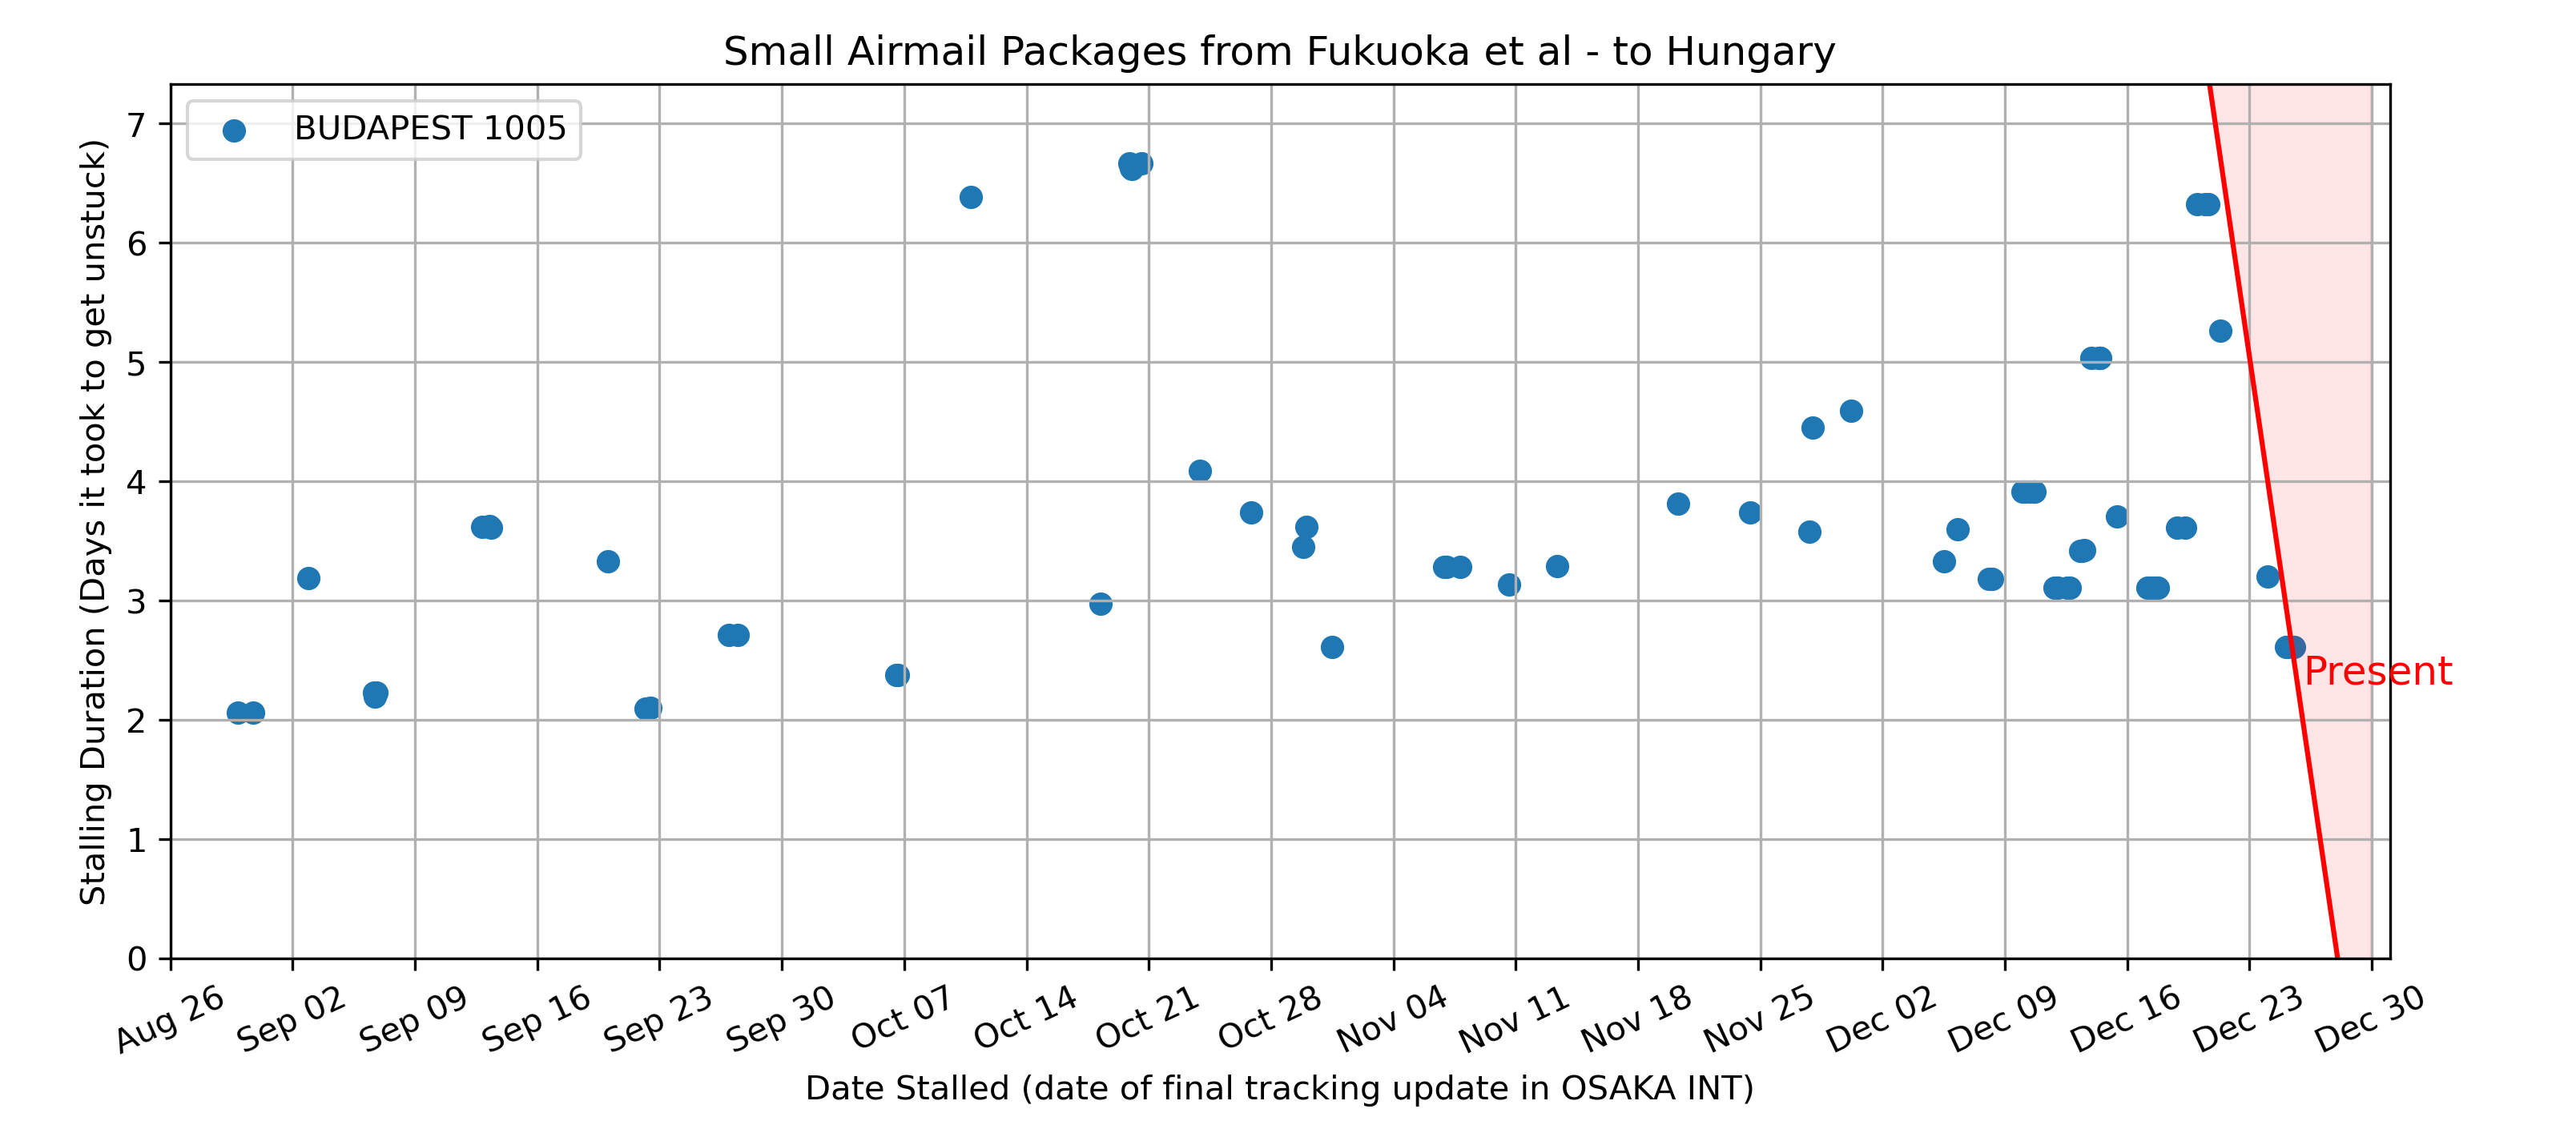 Small Airmail Packages from Fukuoka et al - to Hungary
BUDAPEST 1005
Stalling Duration (Days it took to get unstuck)
7
6
5
4
3
2
1
0
Present
Aug 26
Sep 02
Sep 09
Sep 16
Sep 23
Sep 30
Oct 07
Oct 14
Oct 21
Oct 28
Nov 04
Nov 11
Nov 18
Nov 25
Dec 02
Dec 09
Dec 16
Dec 23
Dec 30
Date Stalled (date of final tracking update in OSAKA INT)